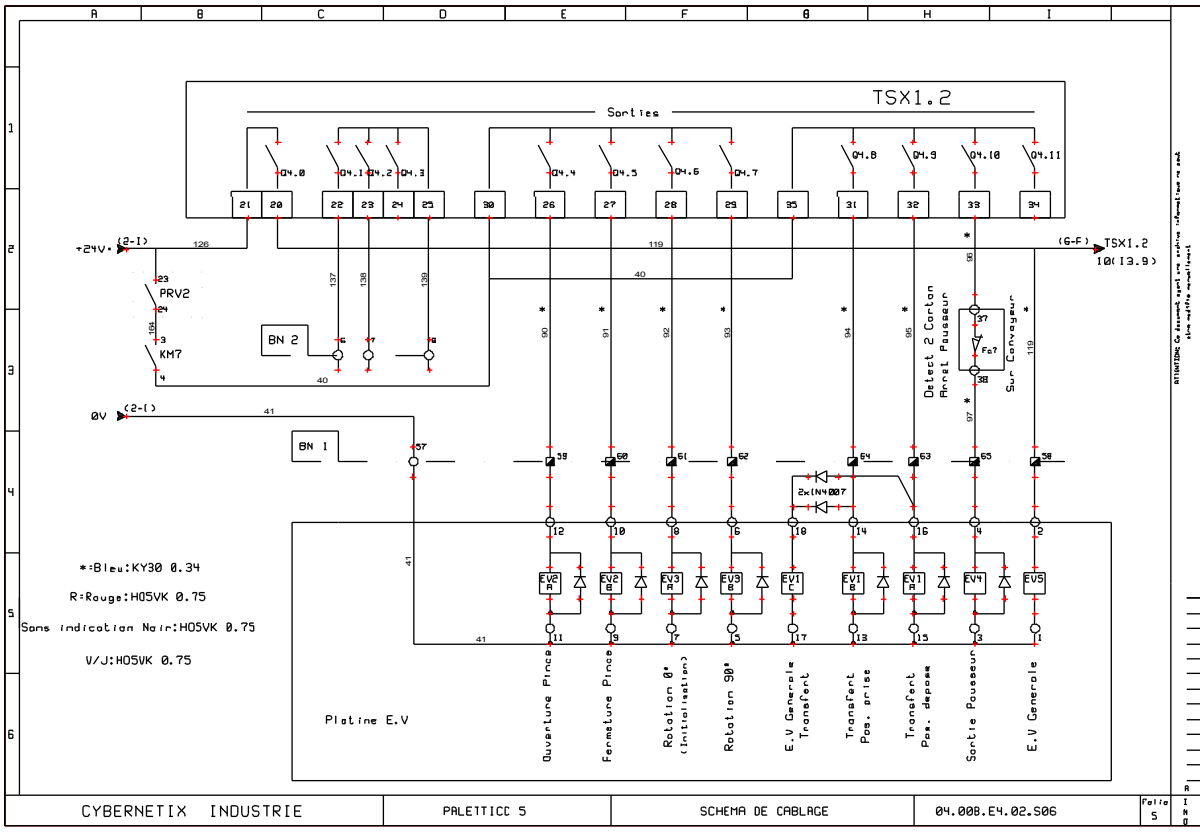 A B C D E F G H I
1
2
3
4
5
6
TSX1.2
Sorties
Q4.0 Q4.1 Q4.2 Q4.3 Q4.4 Q4.5 Q4.6 Q4.7 Q4.8 Q4.9 Q4.10 Q4.11
21 20 22 23 24 25 30 26 27 28 29 35 31 32 33 34
+24V (2-I) 126 119 (6-F) TSX1.2
10(I3.9)
40
137 138 139
* 96
23
PRV2
24
164
3
KM7
4
40
BN 2
6 7 8
* 90
* 91
* 92
93
* 94
* 95
37
Fa7
38
* 97
* 119
Detect 2 Carton
Arret Pousseur
Sur Convoyeur
0V (2-I) 41
BN 1
57 59 60 61 62 64 63 65 58
2x1N4007
12 10 8 6 18 14 16 4 2
41
EV2 A
EV2 B
EV3 A
EV3 B
EV1 C
EV1 B
EV1 A
EV4
EV5
11 9 7 5 17 13 15 3 1
41
*=Bleu:KY30 0.34
R=Rouge:H05VK 0.75
Sans indication Noir:H05VK 0.75
V/J:H05VK 0.75
Platine E.V
Ouverture Pince
Fermeture Pince
Rotation 0°
(Initialisation)
Rotation 90°
E.V Generale
Transfert
Transfert
Pos. prise
Transfert
Pos. depose
Sortie Pousseur
E.V Generale
CYBERNETIX INDUSTRIE
PALETTICC 5
SCHEMA DE CABLAGE
04.008.E4.02.S06
Folio
5